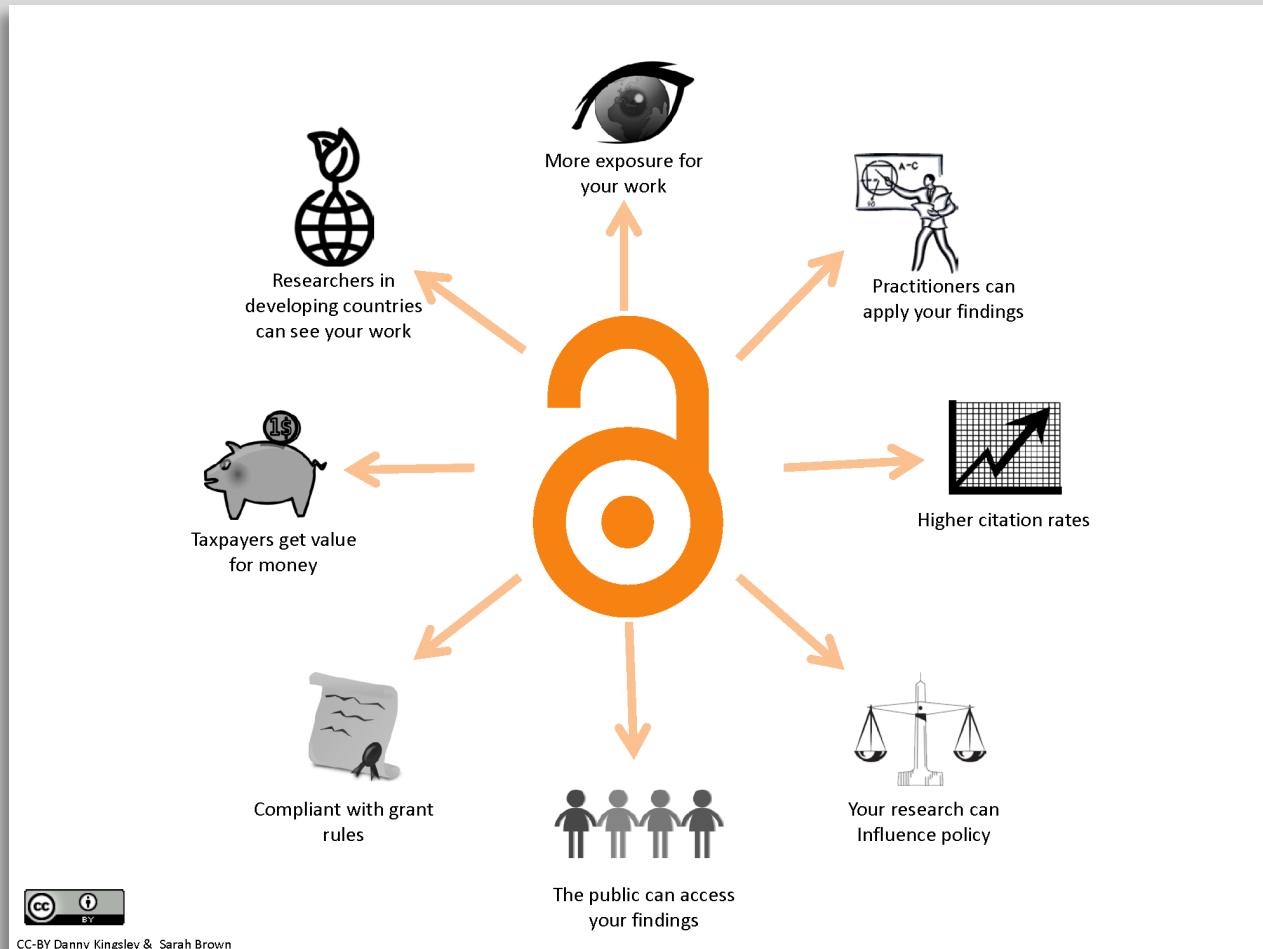 More exposure for
your work
A-C
Practitioners can
apply your findings
Researchers in
developing countries
can see your work
1$
Taxpayers get value
for money
Higher citation rates
Compliant with grant
rules
Your research can
Influence policy
The public can access
your findings
cc
BY
CC-BY Danny Kingsley & Sarah Brown